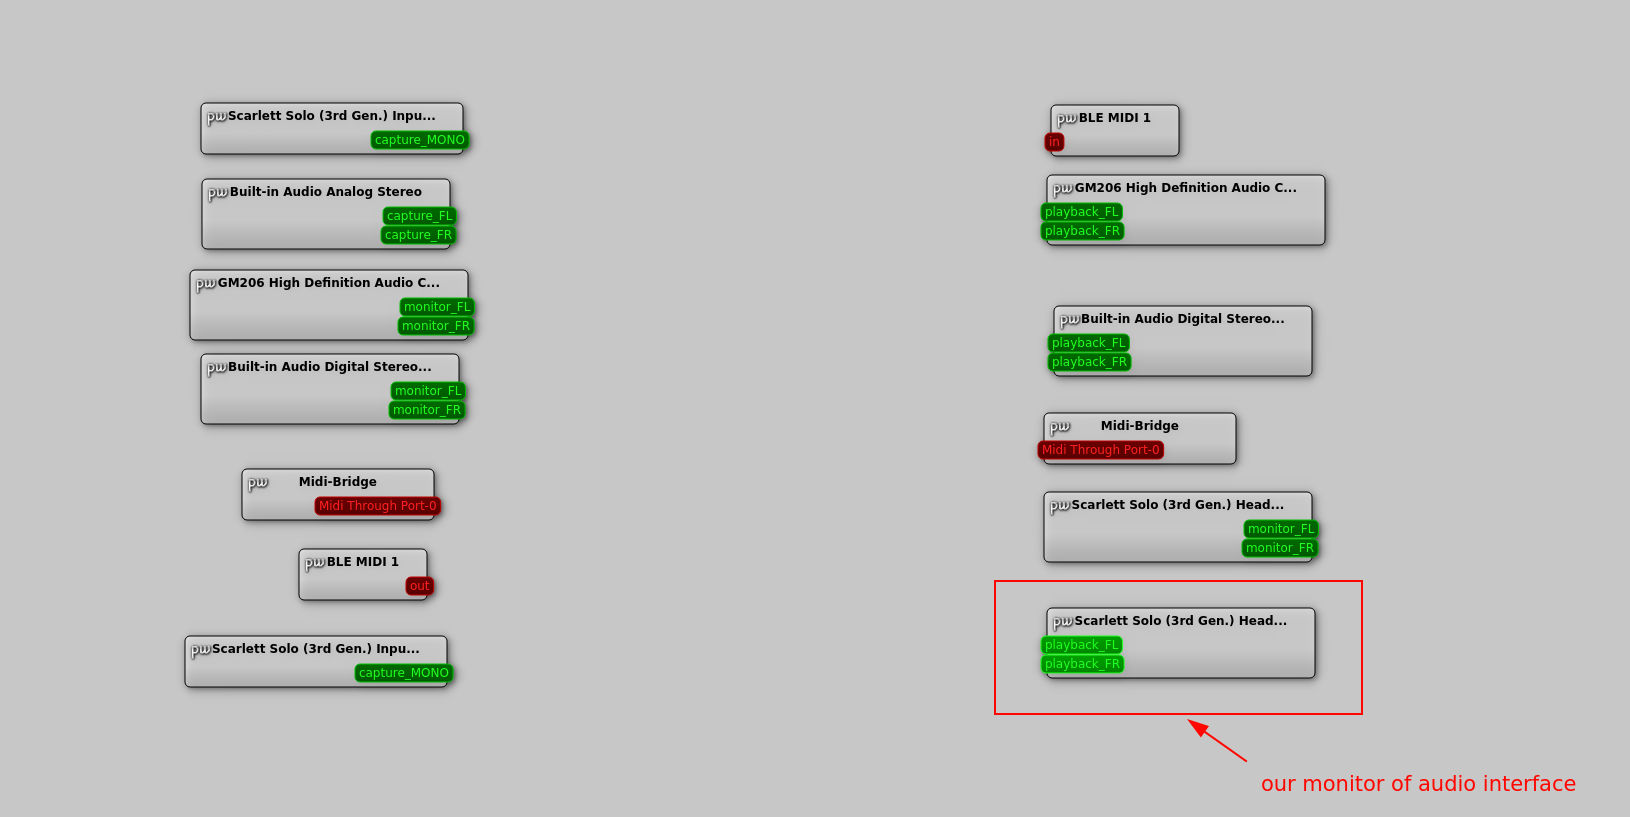 pw Scarlett Solo (3rd Gen.) Inpu...
capture_MONO
pw Built-in Audio Analog Stereo
capture_FL
capture_FR
pw GM206 High Definition Audio C...
monitor_FL
monitor_FR
pw Built-in Audio Digital Stereo...
monitor_FL
monitor_FR
pw Midi-Bridge
Midi Through Port-0
pw BLE MIDI 1
out
pw Scarlett Solo (3rd Gen.) Inpu...
capture_MONO
pw BLE MIDI 1
in
pw GM206 High Definition Audio C...
playback_FL
playback_FR
pw Built-in Audio Digital Stereo...
playback_FL
playback_FR
pw Midi-Bridge
Midi Through Port-0
pw Scarlett Solo (3rd Gen.) Head...
monitor_FL
monitor_FR
pw Scarlett Solo (3rd Gen.) Head...
playback_FL
playback_FR
our monitor of audio interface